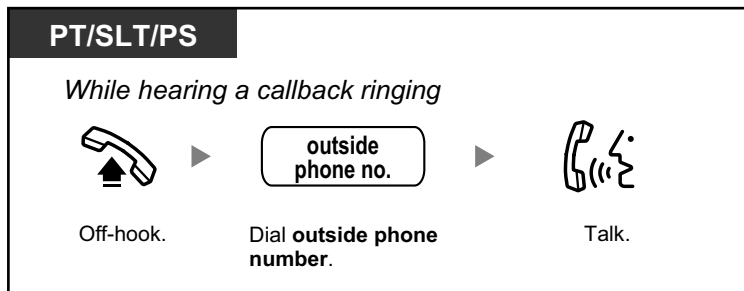 PT/SLT/PS
While hearing a callback ringing
outside
phone no.
Off-hook.
Dial outside phone
number.
Talk.